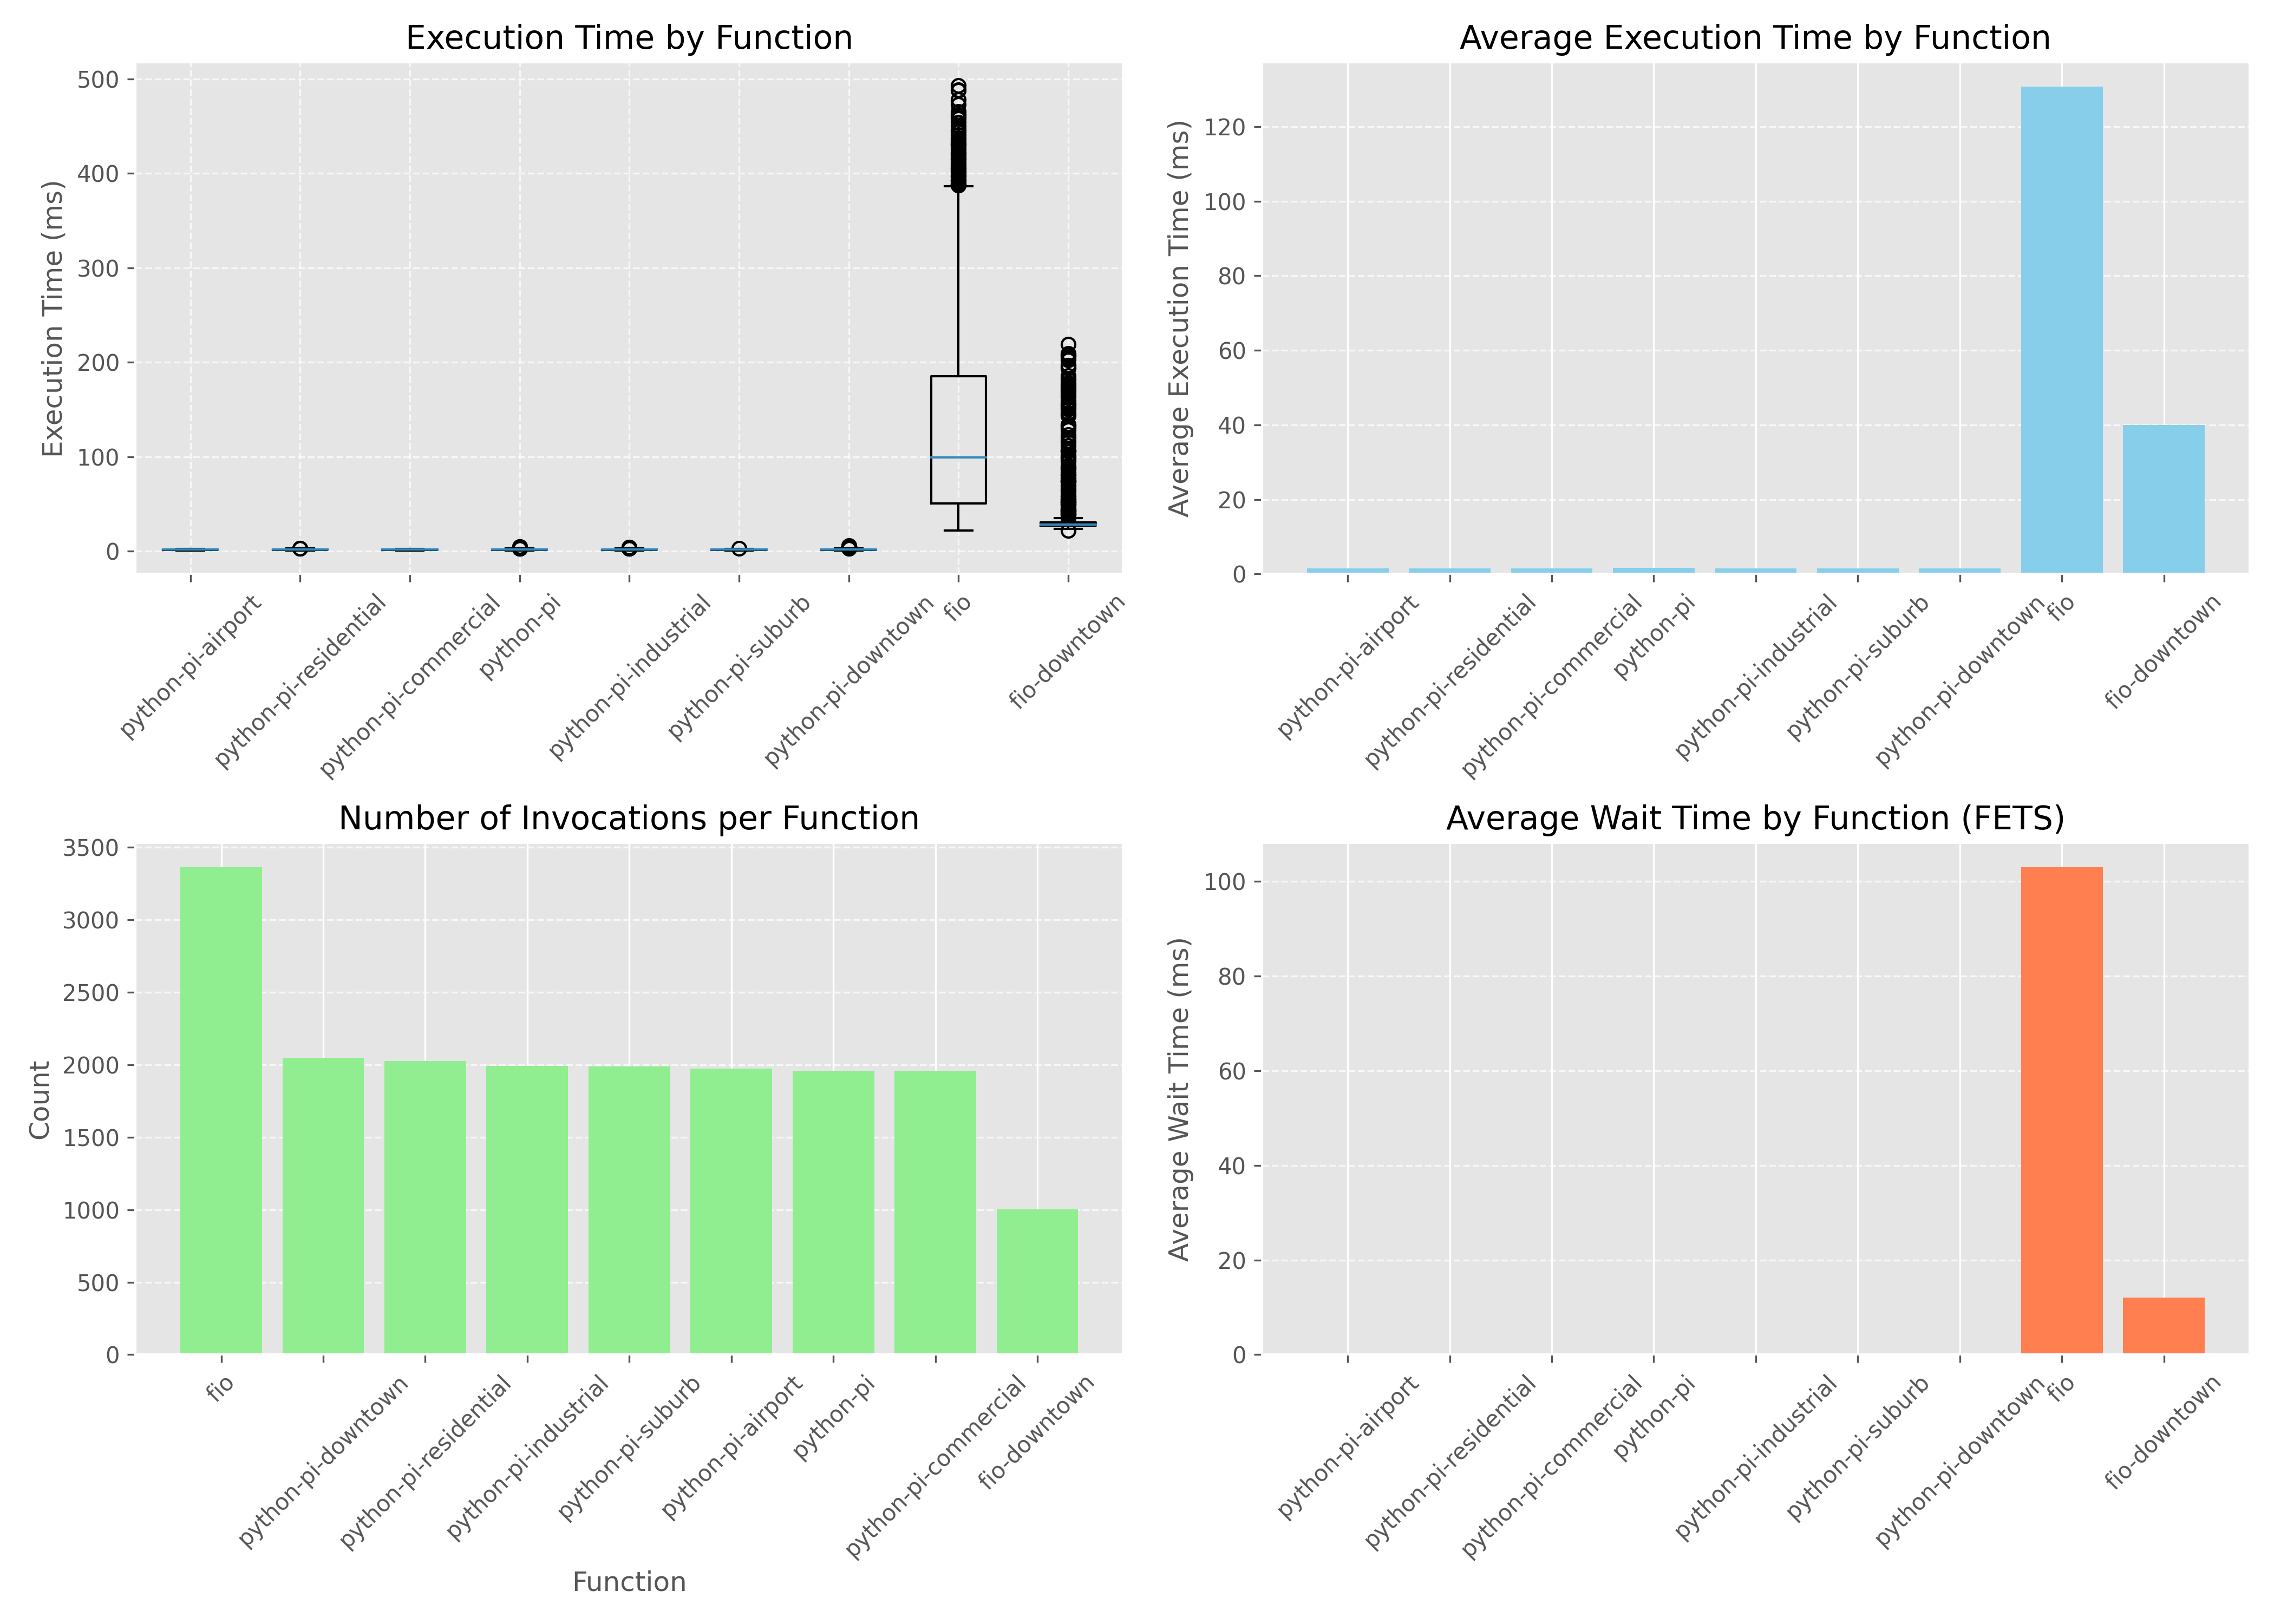 Execution Time by Function
Execution Time (ms)
500
400
300
200
100
0
python-pi-airport
python-pi-residential
python-pi-commercial
python-pi
python-pi-industrial
python-pi-suburb
python-pi-downtown
fio
fio-downtown
Average Execution Time by Function
Average Execution Time (ms)
120
100
80
60
40
20
0
python-pi-airport
python-pi-residential
python-pi-commercial
python-pi
python-pi-industrial
python-pi-suburb
python-pi-downtown
fio
fio-downtown
Number of Invocations per Function
Count
3500
3000
2500
2000
1500
1000
500
0
fio
python-pi-downtown
python-pi-residential
python-pi-industrial
python-pi-suburb
python-pi-airport
python-pi
python-pi-commercial
fio-downtown
Function
Average Wait Time by Function (FETS)
Average Wait Time (ms)
100
80
60
40
20
0
python-pi-airport
python-pi-residential
python-pi-commercial
python-pi
python-pi-industrial
python-pi-suburb
python-pi-downtown
fio
fio-downtown